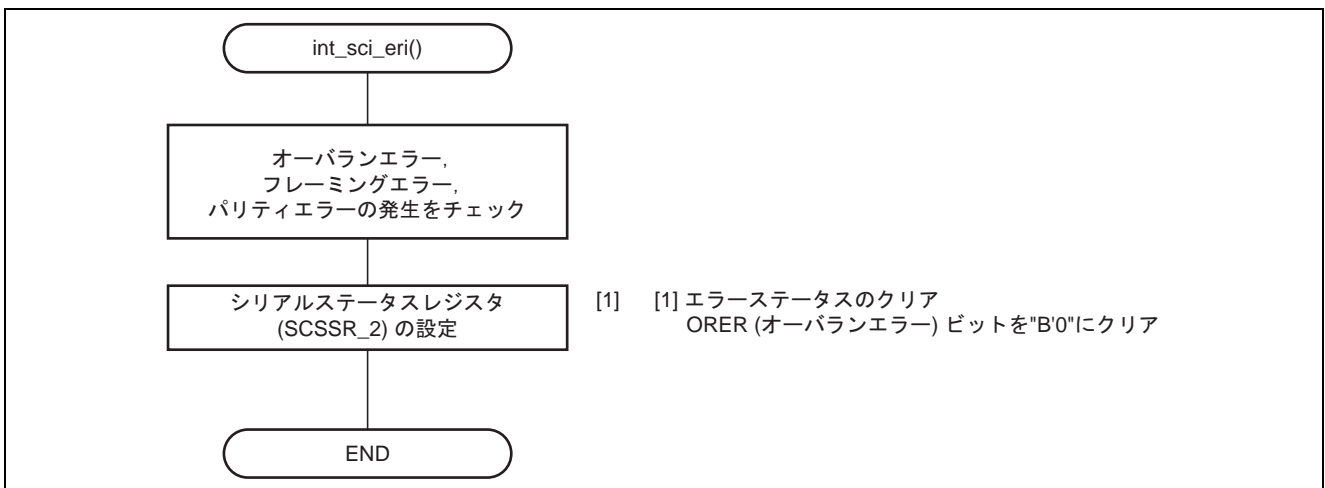 int_sci_eri()
オーバランエラー,
フレーミングエラー,
パリティエラーの発生をチェック
シリアルステータスレジスタ
(SCSSR_2) の設定
[1]
[1] エラーステータスのクリア
ORER (オーバランエラー) ビットを"B'0"にクリア
END